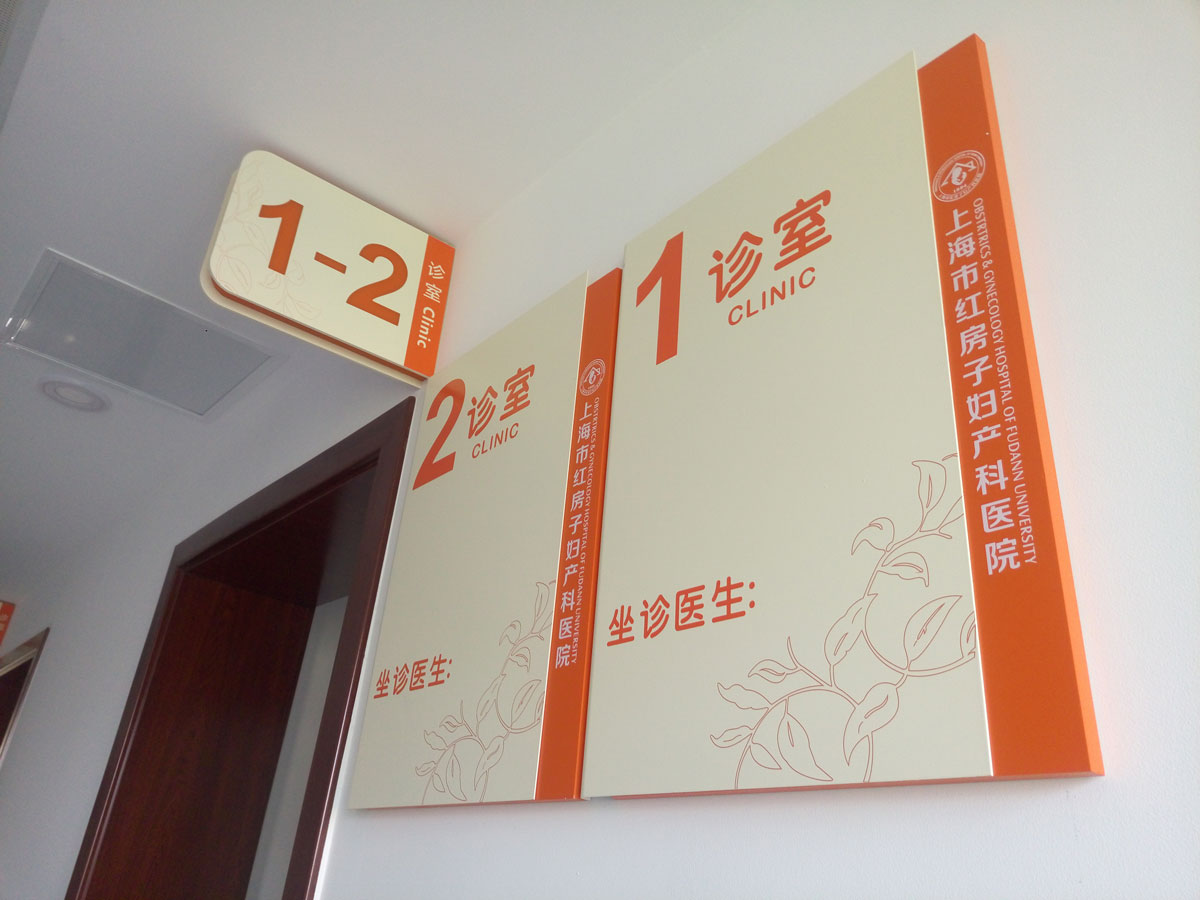 1-2
诊室 Clinic
2 诊室
CLINIC
坐诊医生:
上海市红房子妇产科医院
OBSTRTRICS & GYNECOLOGY HOSPITAL OF FUDANN UNIVERSITY
1 诊室
CLINIC
坐诊医生:
上海市红房子妇产科医院
OBSTRTRICS & GYNECOLOGY HOSPITAL OF FUDANN UNIVERSITY